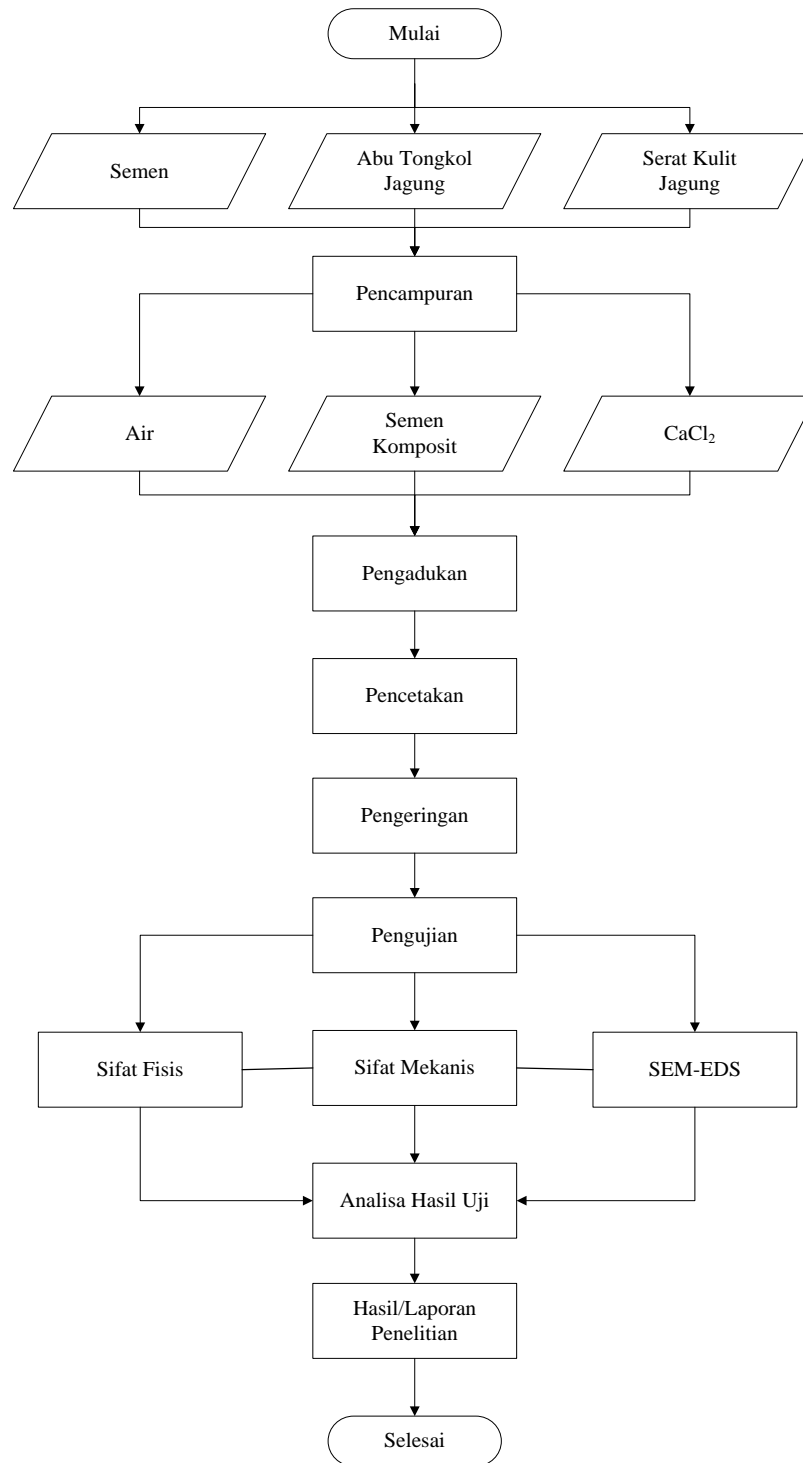 Mulai
Semen
Abu Tongkol
Jagung
Serat Kulit
Jagung
Pencampuran
Air
Semen
Komposit
CaCl₂
Pengadukan
Pencetakan
Pengeringan
Pengujian
Sifat Fisis
Sifat Mekanis
SEM-EDS
Analisa Hasil Uji
Hasil/Laporan
Penelitian
Selesai